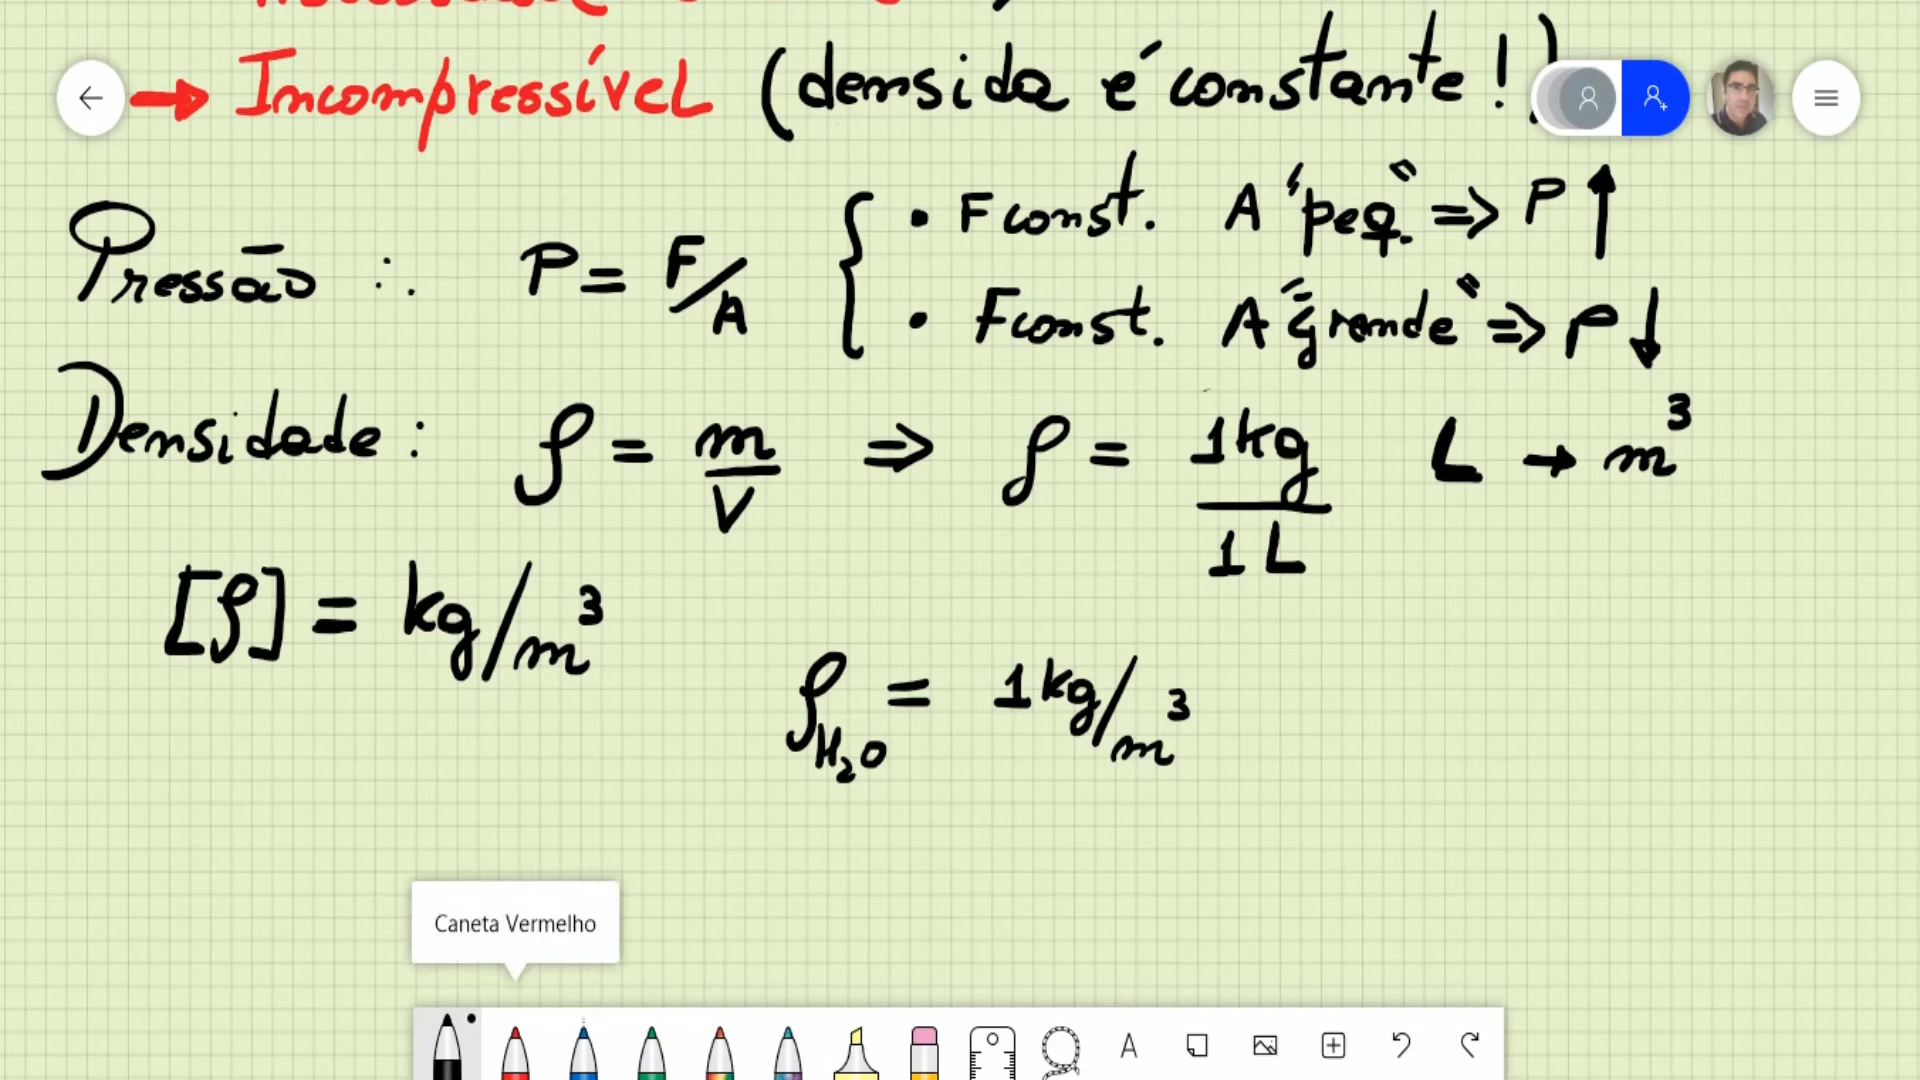 → Incompressível (densida é constante!)
Pressão : P = F/A { • F const. A "peq." => P ↑
• F const. A "grande" => P ↓
Densidade : ρ = m/V => ρ = 1kg/1L L → m³
[ρ] = kg/m³
ρH₂O = 1kg/m³
Caneta Vermelho